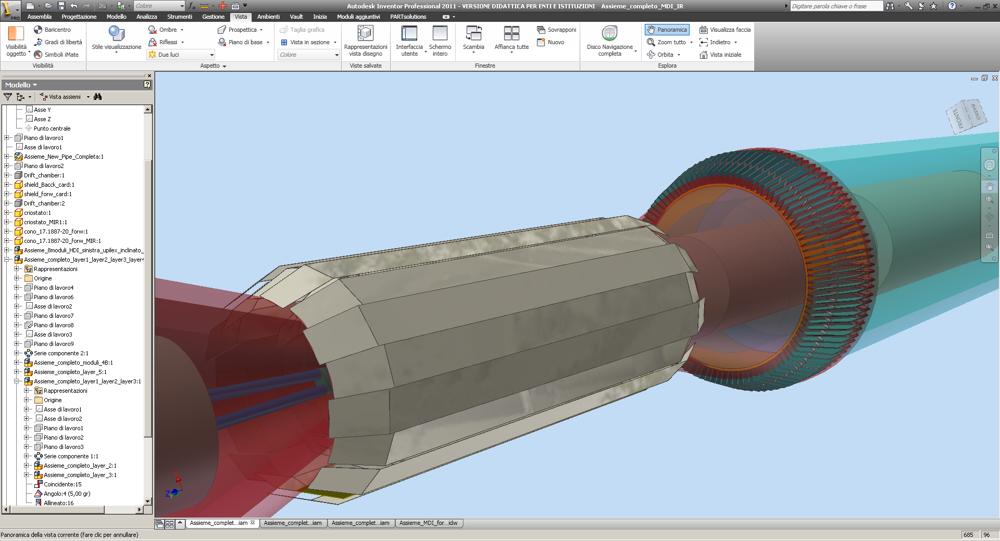 Autodesk Inventor Professional 2011 - VERSIONE DIDATTICA PER ENTI E ISTITUZIONI Assieme_completo_MDI_IR
Colore
Digitare parola chiave o frase
PRO
Assembla Progettazione Modello Analizza Strumenti Gestione Vista Ambienti Vault Inizia Moduli aggiuntivi PARTsolutions
Visibilità oggetto
Baricentro
Gradi di libertà
Simboli iMate
Visibilità
Stile visualizzazione
Ombre
Riflessi
Due luci
Prospettica
Piano di base
Aspetto
Taglia grafica
Vista in sezione
Colore
Rappresentazioni vista disegno
Viste salvate
Interfaccia utente
Schermo intero
Scambia
Affianca tutte
Sovrapponi
Nuovo
Finestre
Disco Navigazione completa
Panoramica
Zoom tutto
Orbita
Visualizza faccia
Indietro
Vista iniziale
Esplora
Modello
Vista assiemi
Asse Y
Asse Z
Punto centrale
Piano di lavoro1
Asse di lavoro1
Assieme_New_Pipe_Completa:1
Piano di lavoro2
Drift_chamber:1
shield_Bacck_card:1
shield_forw_card:1
Drift_chamber:2
criostato:1
criostato_MIR1:1
cono_17.1887-20_forw:1
cono_17.1887-20_forw_MIR:1
Assieme_8moduli_HDI_sinistra_upilex_inclinato_
Assieme_completo_layer1_layer2_layer3_layer4
Rappresentazioni
Origine
Piano di lavoro4
Piano di lavoro6
Asse di lavoro2
Piano di lavoro7
Piano di lavoro8
Asse di lavoro3
Piano di lavoro9
Serie componente 2:1
Assieme_completo_moduli_4B:1
Assieme_completo_layer_5:1
Assieme_completo_layer1_layer2_layer3:1
Rappresentazioni
Origine
Asse di lavoro1
Asse di lavoro2
Piano di lavoro1
Piano di lavoro2
Piano di lavoro3
Serie componente 1:1
Assieme_completo_layer_2:1
Assieme_completo_layer_3:1
Coincidente:15
Angolo:4 (5,00 gr)
Allineato:16
FRONTE
BASSO
X
Z
Y
Assieme_complet...iam Assieme_complet...iam Assieme_complet...iam Assieme_MDI_for...idw
Panoramica della vista corrente (fare clic per annullare)
685 96